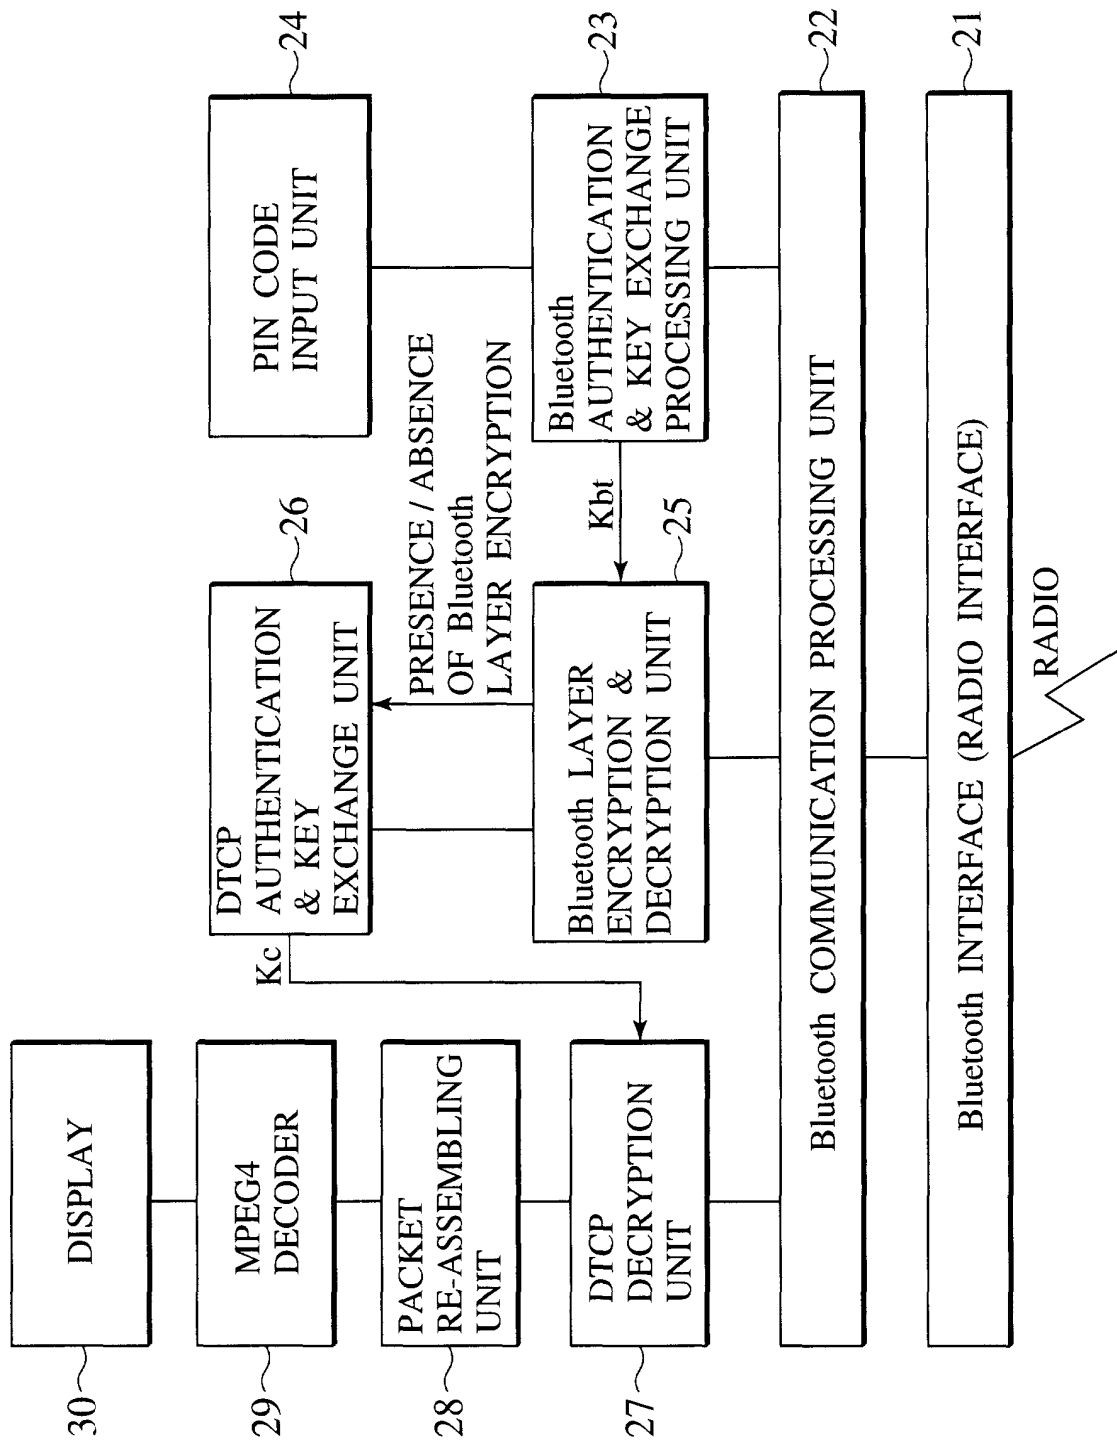 30
DISPLAY
29
MPEG4
DECODER
28
PACKET
RE-ASSEMBLING
UNIT
27
DTCP
DECRYPTION
UNIT
Kc
26
DTCP
AUTHENTICATION
& KEY
EXCHANGE UNIT
PRESENCE / ABSENCE
OF Bluetooth
LAYER ENCRYPTION
25
Bluetooth LAYER
ENCRYPTION &
DECRYPTION UNIT
Kbt
24
PIN CODE
INPUT UNIT
23
Bluetooth
AUTHENTICATION
& KEY EXCHANGE
PROCESSING UNIT
22
Bluetooth COMMUNICATION PROCESSING UNIT
21
Bluetooth INTERFACE (RADIO INTERFACE)
RADIO